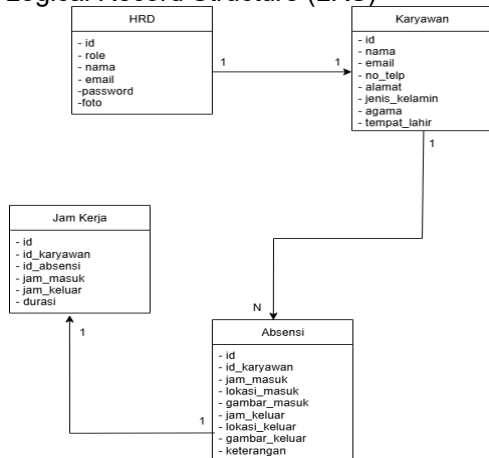 Logical Record Structure (LRS)
HRD
- id
- role
- nama
- email
-password
-foto
1
1
Karyawan
- id
- nama
- email
- no_telp
- alamat
- jenis_kelamin
- agama
- tempat_lahir
1
Jam Kerja
- id
- id_karyawan
- id_absensi
- jam_masuk
- jam_keluar
- durasi
1
N
Absensi
- id
- id_karyawan
- jam_masuk
- lokasi_masuk
- gambar_masuk
- jam_keluar
- lokasi_keluar
- gambar_keluar
- keterangan
1